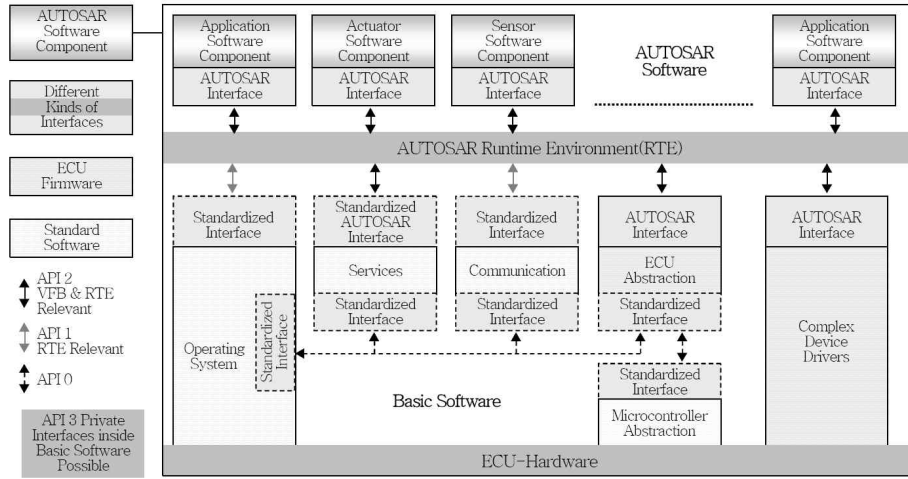 AUTOSAR
Software
Component
Different
Kinds of
Interfaces
ECU
Firmware
Standard
Software
API 2
VFB & RTE
Relevant
API 1
RTE Relevant
API 0
API 3 Private
Interfaces inside
Basic Software
Possible
Application
Software
Component
AUTOSAR
Interface
Actuator
Software
Component
AUTOSAR
Interface
Sensor
Software
Component
AUTOSAR
Interface
AUTOSAR
Software
Application
Software
Component
AUTOSAR
Interface
AUTOSAR Runtime Environment(RTE)
Standardized
Interface
Operating
System
Standardized
Interface
Standardized
AUTOSAR
Interface
Services
Standardized
Interface
Standardized
Interface
Communication
Standardized
Interface
AUTOSAR
Interface
ECU
Abstraction
Standardized
Interface
Standardized
Interface
Microcontroller
Abstraction
Basic Software
AUTOSAR
Interface
Complex
Device
Drivers
ECU-Hardware